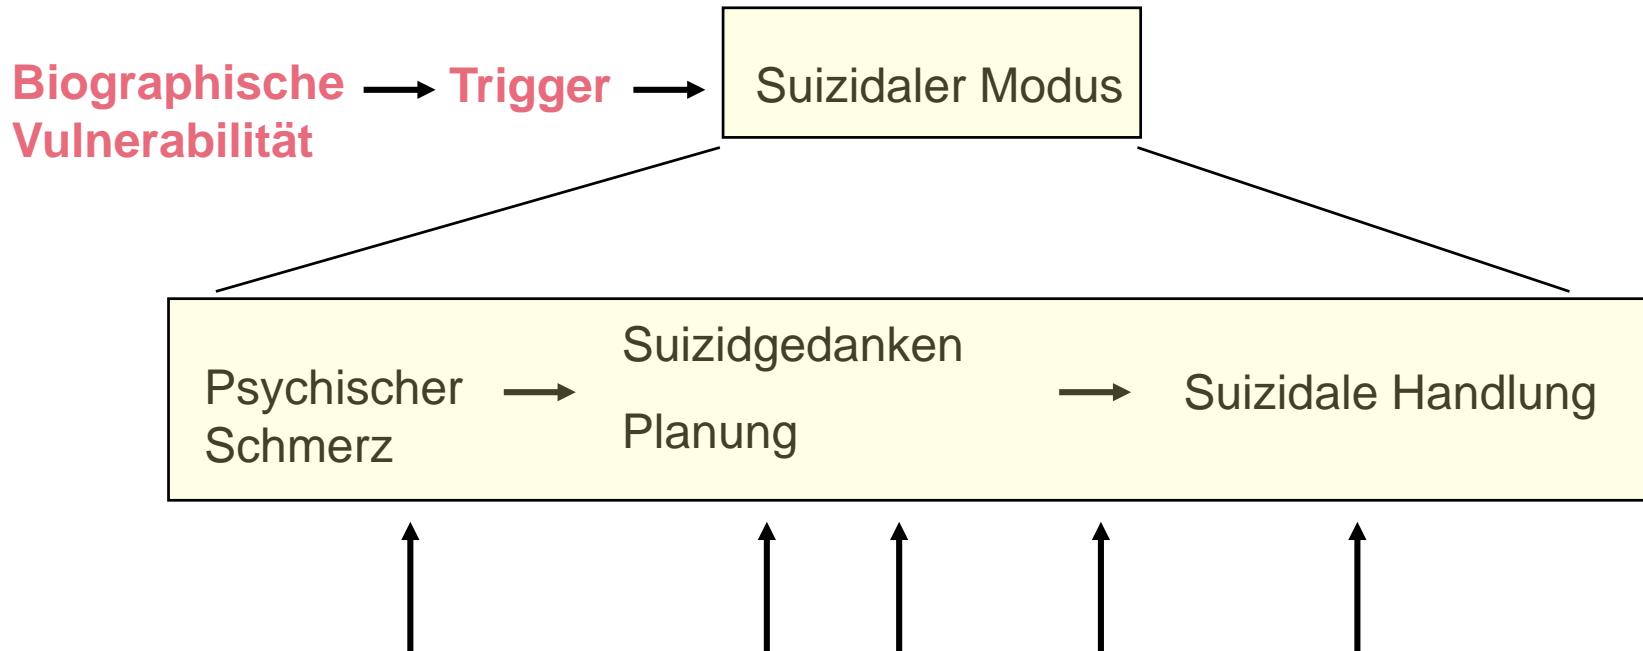 Biographische
Vulnerabilität
Trigger
Suizidaler Modus
Psychischer
Schmerz
Suizidgedanken
Planung
Suizidale Handlung